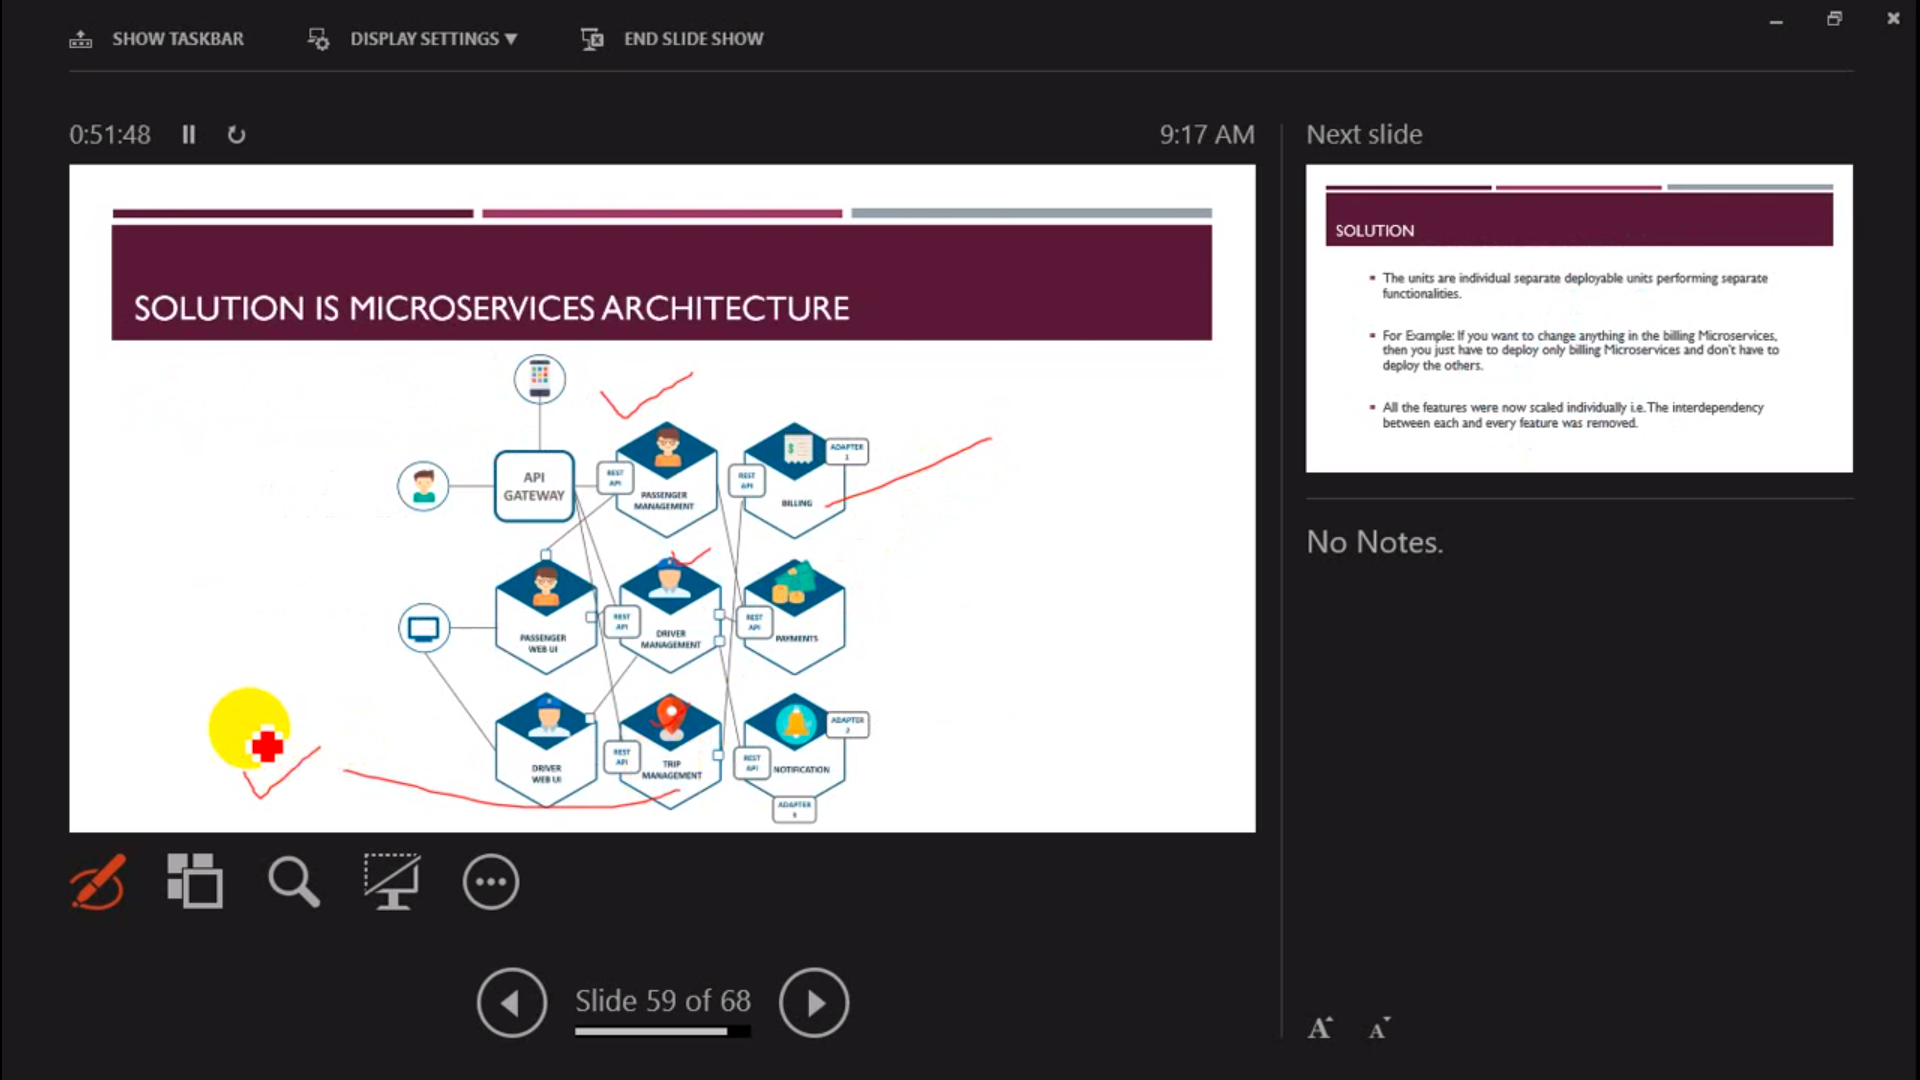 SHOW TASKBAR
DISPLAY SETTINGS ▼
END SLIDE SHOW
0:51:48
9:17 AM
Next slide
SOLUTION IS MICROSERVICES ARCHITECTURE
API
GATEWAY
REST
API
PASSENGER
MANAGEMENT
REST
API
BILLING
ADAPTER
1
PASSENGER
WEB UI
REST
API
DRIVER
MANAGEMENT
REST
API
PAYMENTS
DRIVER
WEB UI
REST
API
TRIP
MANAGEMENT
REST
API
NOTIFICATION
ADAPTER
2
ADAPTER
SOLUTION
▪ The units are individual separate deployable units performing separate
functionalities.
▪ For Example: If you want to change anything in the billing Microservices,
then you just have to deploy only billing Microservices and don't have to
deploy the others.
▪ All the features were now scaled individually i.e. The interdependency
between each and every feature was removed.
No Notes.
Slide 59 of 68
A A